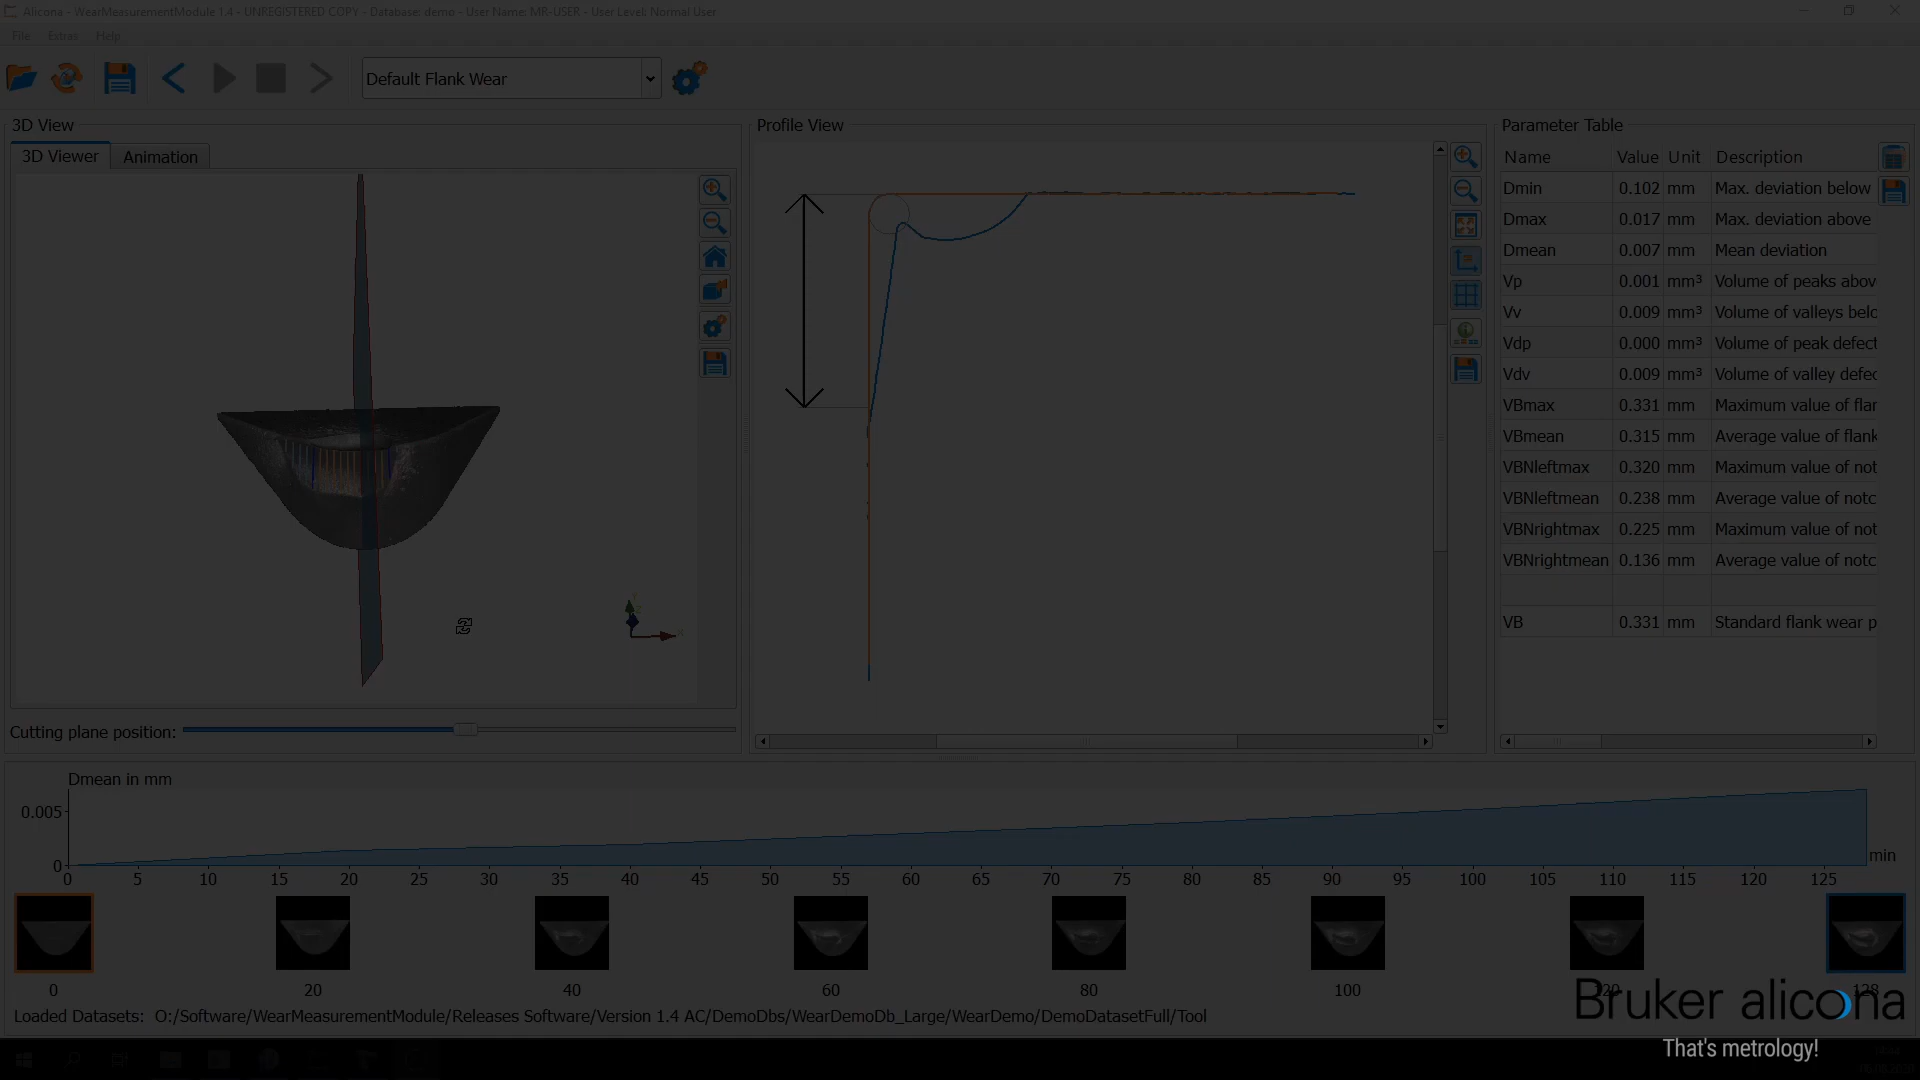 Alicona - WearMeasurementModule 1.4 - UNREGISTERED COPY - Database: demo - User Name: MR-USER - User Level: Normal User
File Extras Help
Default Flank Wear
3D View
3D Viewer Animation
Profile View
Parameter Table
Name Value Unit Description
Dmin 0.102 mm Max. deviation below
Dmax 0.017 mm Max. deviation above
Dmean 0.007 mm Mean deviation
Vp 0.001 mm³ Volume of peaks abov
Vv 0.009 mm³ Volume of valleys belc
Vdp 0.000 mm³ Volume of peak defect
Vdv 0.009 mm³ Volume of valley defec
VBmax 0.331 mm Maximum value of flar
VBmean 0.315 mm Average value of flank
VBNleftmax 0.320 mm Maximum value of not
VBNleftmean 0.238 mm Average value of notc
VBNrightmax 0.225 mm Maximum value of not
VBNrightmean 0.136 mm Average value of notc
VB 0.331 mm Standard flank wear p
Cutting plane position:
Dmean in mm
0.005
0
min
0 5 10 15 20 25 30 35 40 45 50 55 60 65 70 75 80 85 90 95 100 105 110 115 120 125
0 20 40 60 80 100 120 128
Loaded Datasets: O:/Software/WearMeasurementModule/Releases Software/Version 1.4 AC/DemoDbs/WearDemoDb_Large/WearDemo/DemoDatasetFull/Tool
Bruker alicona
That's metrology!